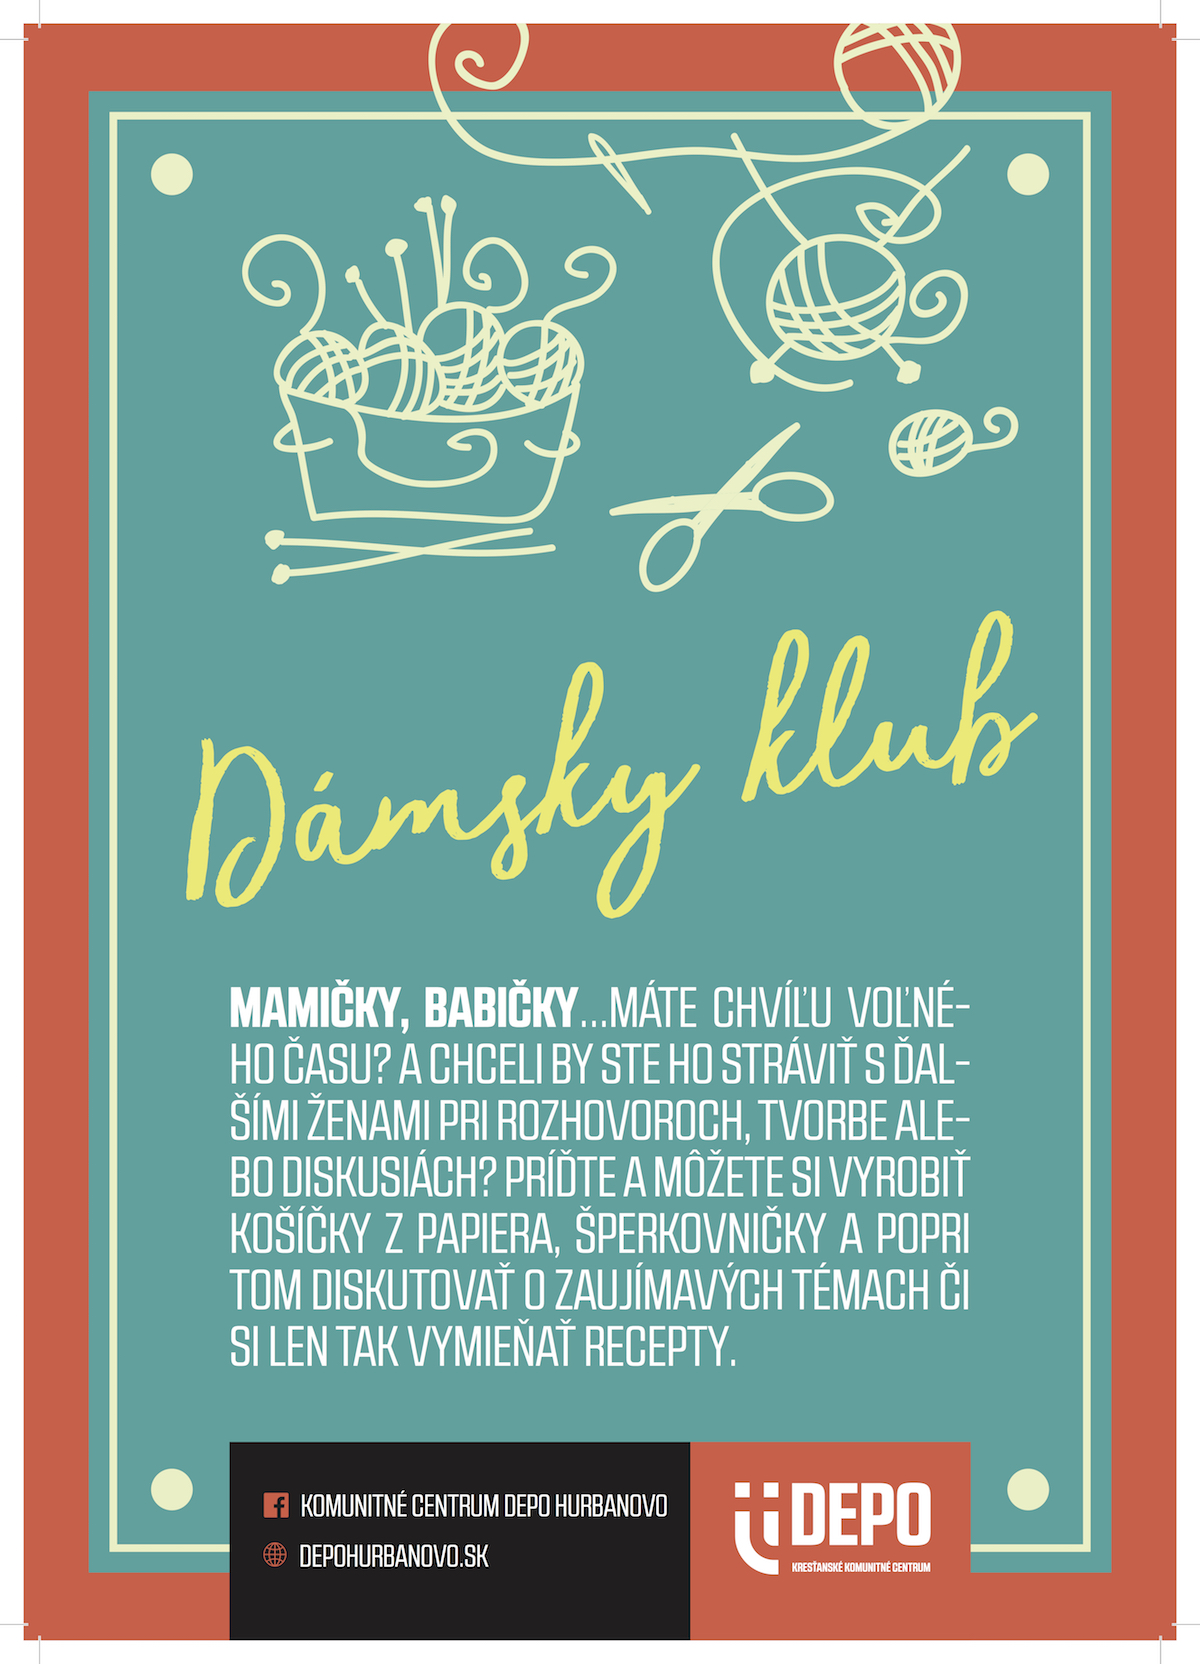 Dámsky klub
MAMIČKY, BABIČKY...MÁTE CHVÍĽU VOĽNÉ-
HO ČASU? A CHCELI BY STE HO STRÁVIŤ S ĎAL-
ŠÍMI ŽENAMI PRI ROZHOVOROCH, TVORBE ALE-
BO DISKUSIÁCH? PRÍĎTE A MÔŽETE SI VYROBIŤ
KOŠÍČKY Z PAPIERA, ŠPERKOVNIČKY A POPRI
TOM DISKUTOVAŤ O ZAUJÍMAVÝCH TÉMACH ČI
SI LEN TAK VYMIEŇAŤ RECEPTY.
KOMUNITNÉ CENTRUM DEPO HURBANOVO
DEPOHURBANOVO.SK
DEPO
KRESŤANSKÉ KOMUNITNÉ CENTRUM